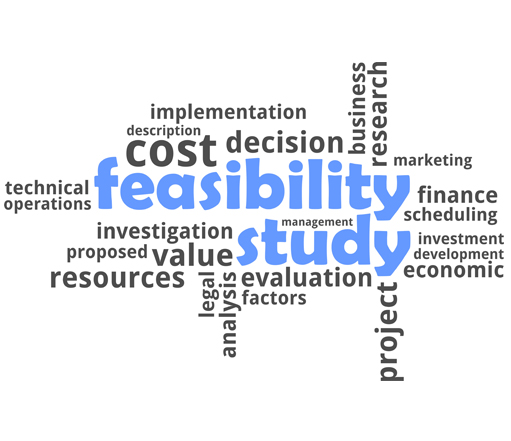 business
research
implementation
description
cost
decision
marketing
feasibility
technical
operations
finance
scheduling
management
investigation
study
proposed
value
investment
development
economic
resources
evaluation
legal
analysis
factors
project